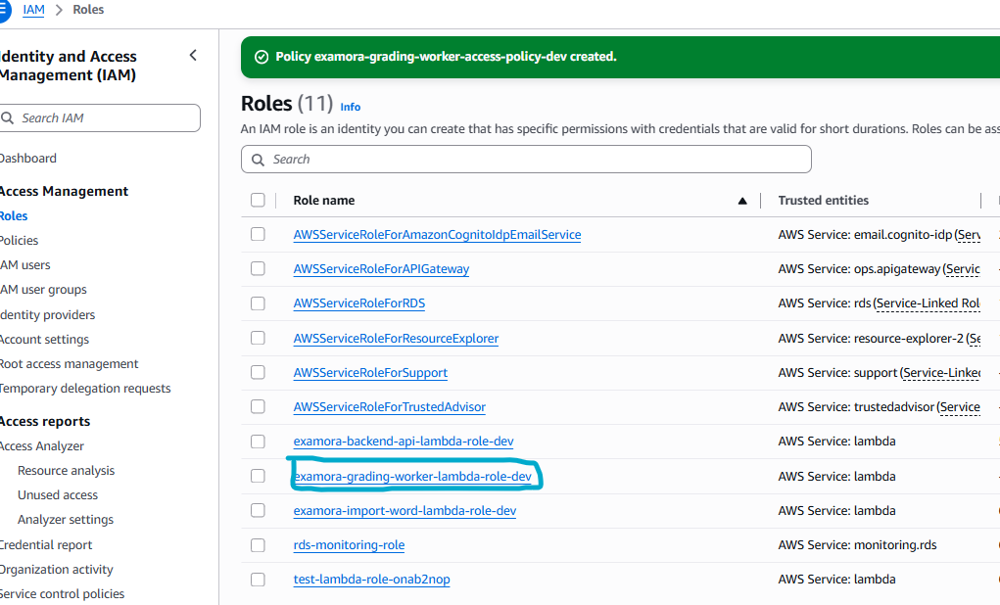 IAM > Roles
Identity and Access
Management (IAM)
Search IAM
Dashboard
Access Management
Roles
Policies
IAM users
IAM user groups
Identity providers
Account settings
Root access management
Temporary delegation requests
Access reports
Access Analyzer
Resource analysis
Unused access
Analyzer settings
Credential report
Organization activity
Service control policies
Policy examora-grading-worker-access-policy-dev created.
Roles (11) Info
An IAM role is an identity you can create that has specific permissions with credentials that are valid for short durations. Roles can be ass
Search
Role name Trusted entities
AWSServiceRoleForAmazonCognitoIdpEmailService AWS Service: email.cognito-idp (Serv
AWSServiceRoleForAPIGateway AWS Service: ops.apigateway (Servic
AWSServiceRoleForRDS AWS Service: rds (Service-Linked Rol
AWSServiceRoleForResourceExplorer AWS Service: resource-explorer-2 (Se
AWSServiceRoleForSupport AWS Service: support (Service-Linked
AWSServiceRoleForTrustedAdvisor AWS Service: trustedadvisor (Service
examora-backend-api-lambda-role-dev AWS Service: lambda
examora-grading-worker-lambda-role-dev AWS Service: lambda
examora-import-word-lambda-role-dev AWS Service: lambda
rds-monitoring-role AWS Service: monitoring.rds
test-lambda-role-onab2nop AWS Service: lambda